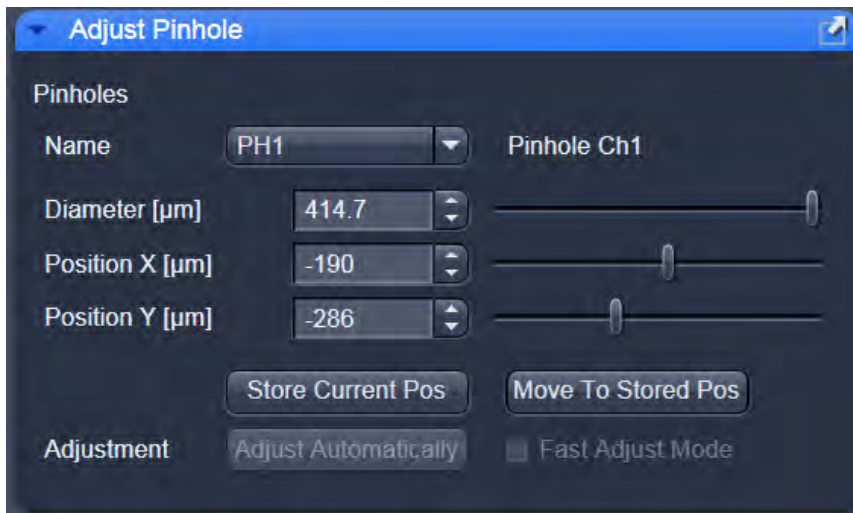 Adjust Pinhole
Pinholes
Name PH1 Pinhole Ch1
Diameter [µm] 414.7
Position X [µm] -190
Position Y [µm] -286
Store Current Pos Move To Stored Pos
Adjustment Adjust Automatically Fast Adjust Mode